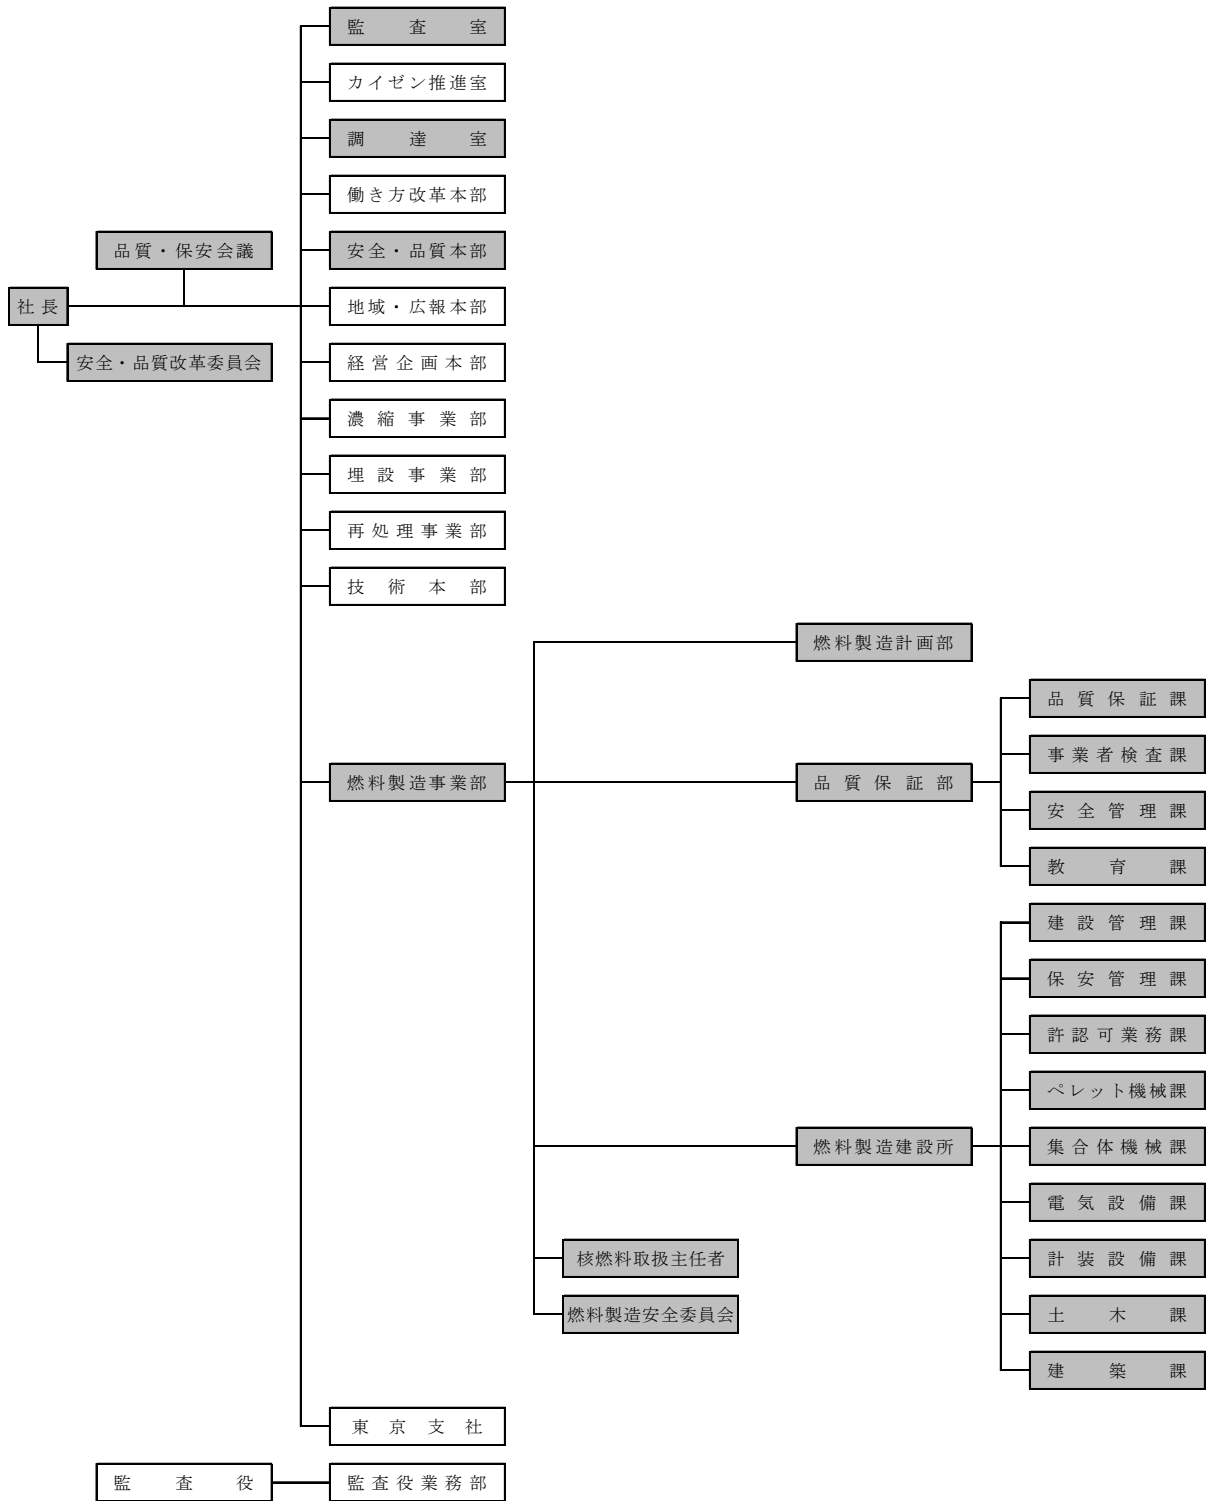 監査室
カイゼン推進室
調達室
働き方改革本部
品質・保安会議
安全・品質本部
社長
地域・広報本部
安全・品質改革委員会
経営企画本部
濃縮事業部
埋設事業部
再処理事業部
技術本部
燃料製造計画部
品質保証課
燃料製造事業部
品質保証部
事業者検査課
安全管理課
教育課
建設管理課
保安管理課
許認可業務課
ペレット機械課
燃料製造建設所
集合体機械課
電気設備課
核燃料取扱主任者
計装設備課
燃料製造安全委員会
土木課
建築課
東京支社
監査役
監査役業務部